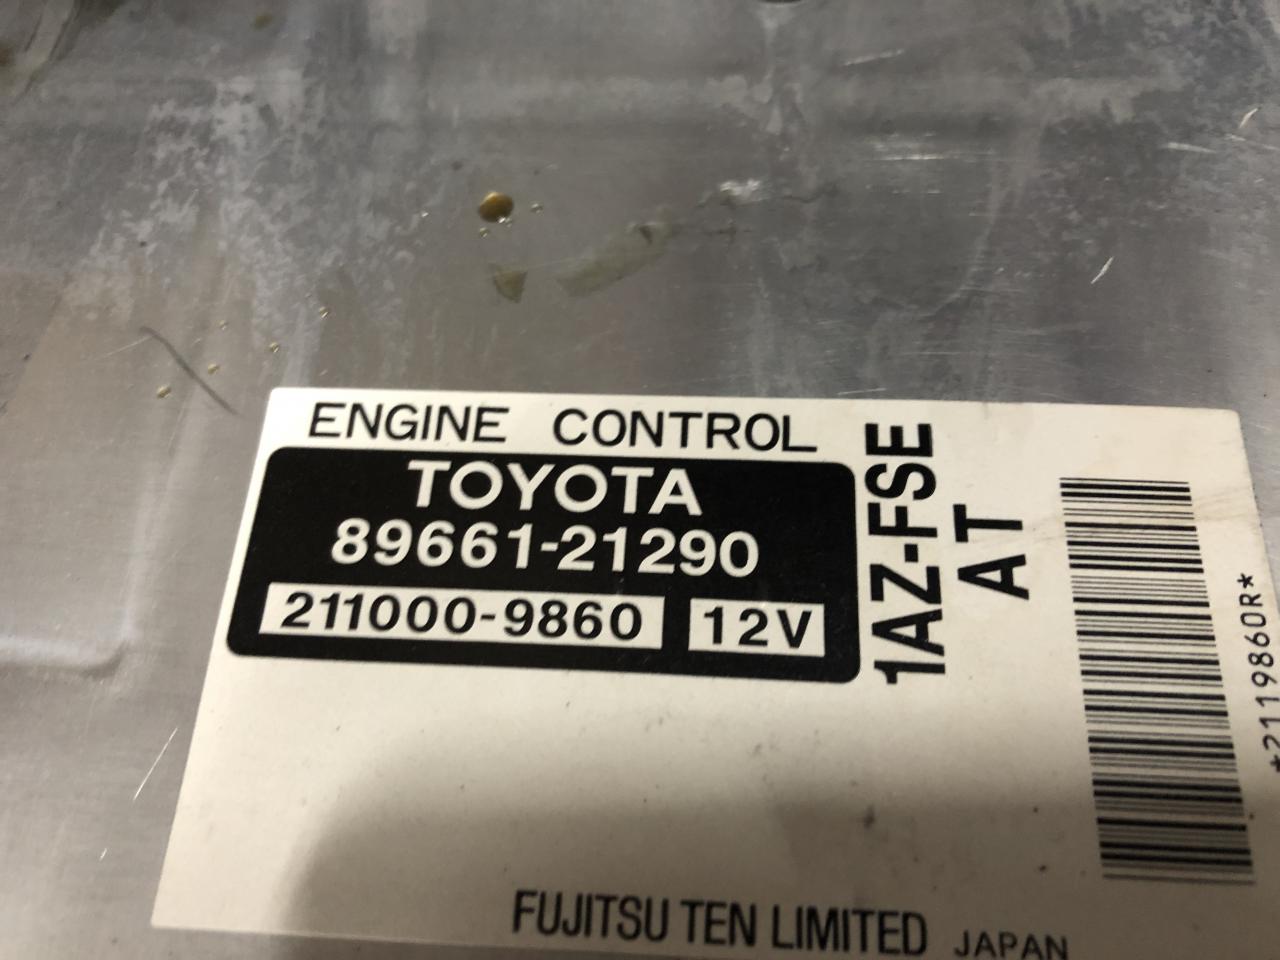 ENGINE CONTROL
TOYOTA
89661-21290
211000-9860 12V
1AZ-FSE
AT
*2119860R*
FUJITSU TEN LIMITED JAPAN